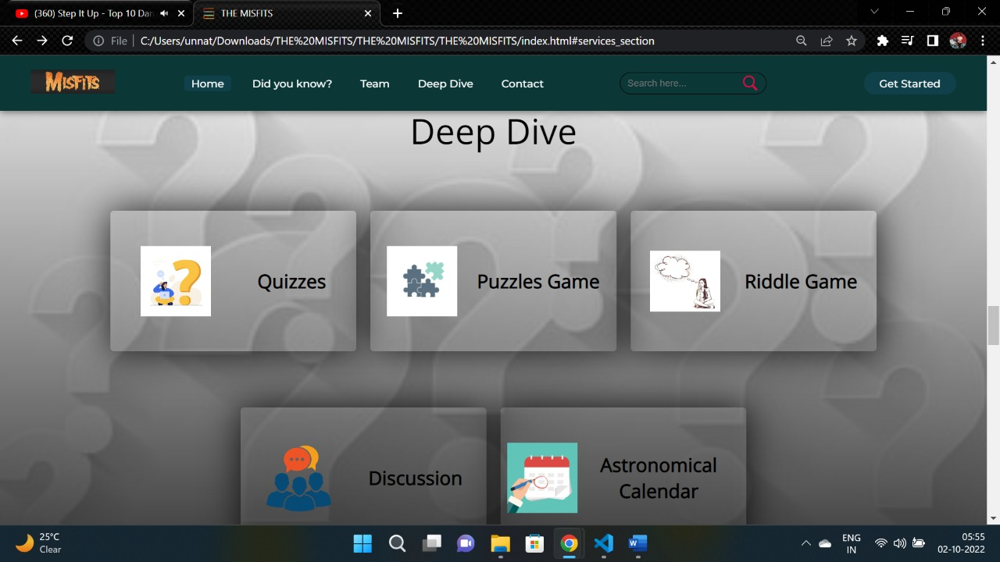 (360) Step It Up - Top 10 Dan
THE MISFITS
File
C:/Users/unnat/Downloads/THE%20MISFITS/THE%20MISFITS/THE%20MISFITS/index.html#services_section
MISFITS
Home
Did you know?
Team
Deep Dive
Contact
Search here...
Get Started
Deep Dive
Quizzes
Puzzles Game
Riddle Game
Discussion
Astronomical
Calendar
25°C
Clear
ENG
IN
05:55
02-10-2022